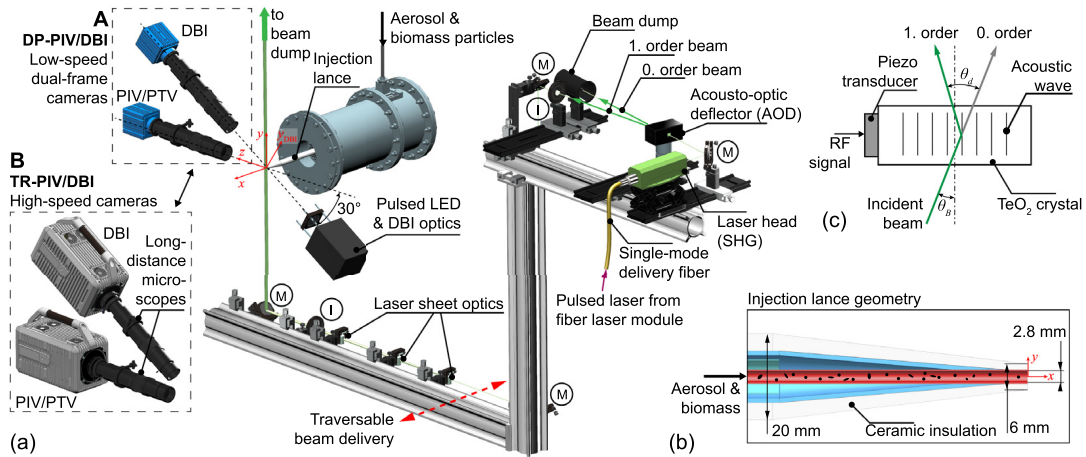 A
DP-PIV/DBI
Low-speed
dual-frame
cameras
DBI
PIV/PTV
B
TR-PIV/DBI
High-speed cameras
DBI
Long-
distance
micro-
scopes
PIV/PTV
(a)
to
beam
dump
Injection
lance
Aerosol &
biomass particles
y
y_DBI
z
x
30°
Pulsed LED
& DBI optics
M
I
Laser sheet optics
Traversable
beam delivery
M
Beam dump
1. order beam
0. order beam
Acousto-optic
deflector (AOD)
M
I
M
Laser head
(SHG)
Single-mode
delivery fiber
Pulsed laser from
fiber laser module
1. order
0. order
Piezo
transducer
θ_d
Acoustic
wave
RF
signal
Incident
beam
θ_B
TeO₂ crystal
(c)
Injection lance geometry
2.8 mm
y
x
Aerosol &
biomass
20 mm
Ceramic insulation
6 mm
(b)